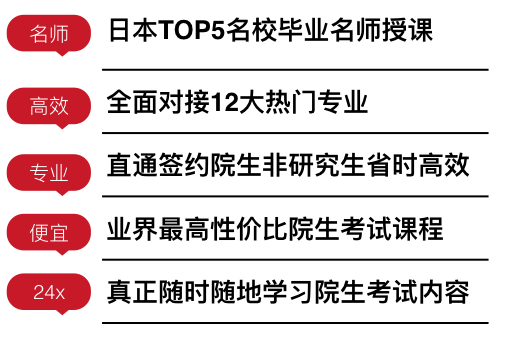 名师
日本TOP5名校毕业名师授课
高效
全面对接12大热门专业
专业
直通签约院生非研究生省时高效
便宜
业界最高性价比院生考试课程
24x
真正随时随地学习院生考试内容